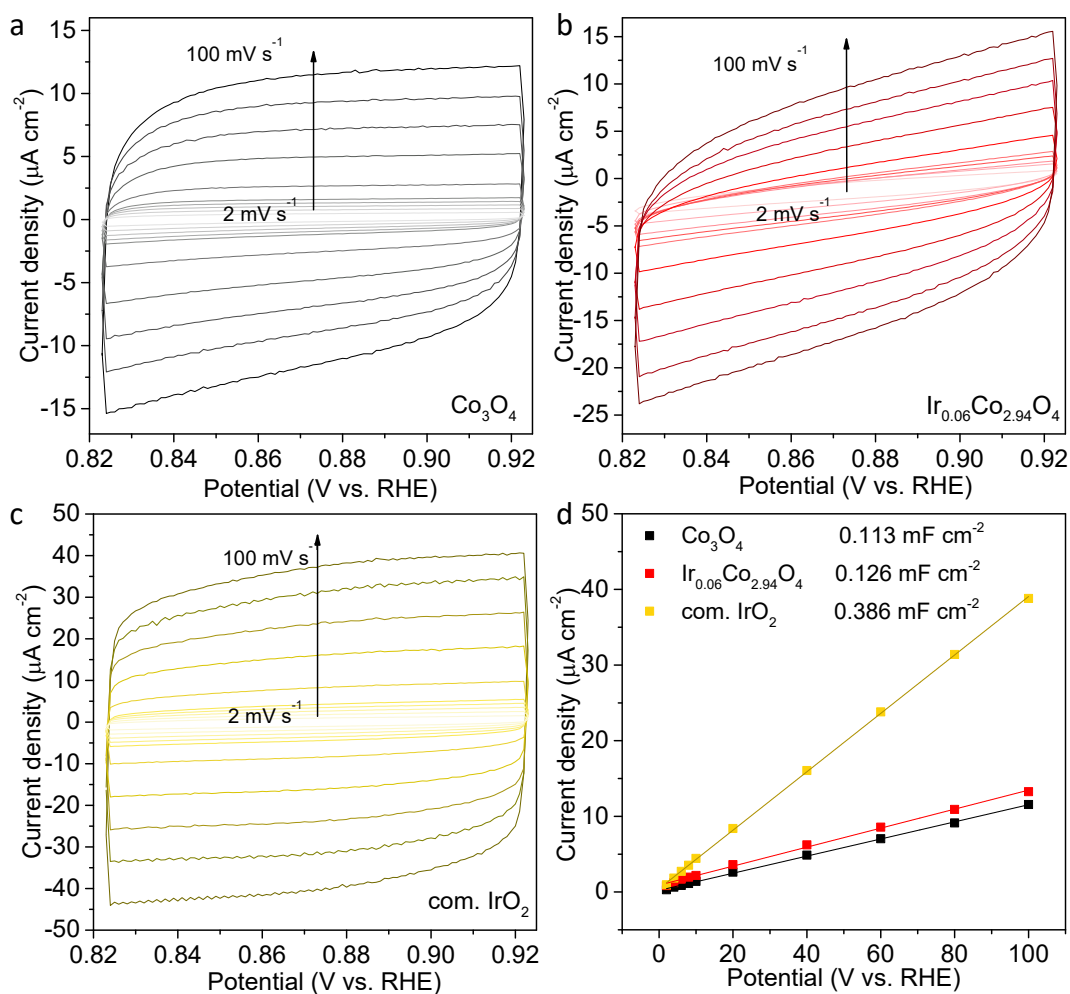 a
100 mV s⁻¹
2 mV s⁻¹
Co₃O₄
15
10
5
0
-5
-10
-15
Current density (μA cm⁻²)
0.82 0.84 0.86 0.88 0.90 0.92
Potential (V vs. RHE)
b
100 mV s⁻¹
2 mV s⁻¹
Ir₀.₀₆Co₂.₉₄O₄
15
10
5
0
-5
-10
-15
-20
-25
Current density (μA cm⁻²)
0.82 0.84 0.86 0.88 0.90 0.92
Potential (V vs. RHE)
c
100 mV s⁻¹
2 mV s⁻¹
com. IrO₂
50
40
30
20
10
0
-10
-20
-30
-40
-50
Current density (μA cm⁻²)
0.82 0.84 0.86 0.88 0.90 0.92
Potential (V vs. RHE)
d
Co₃O₄ 0.113 mF cm⁻²
Ir₀.₀₆Co₂.₉₄O₄ 0.126 mF cm⁻²
com. IrO₂ 0.386 mF cm⁻²
50
40
30
20
10
0
Current density (μA cm⁻²)
0 20 40 60 80 100
Potential (V vs. RHE)